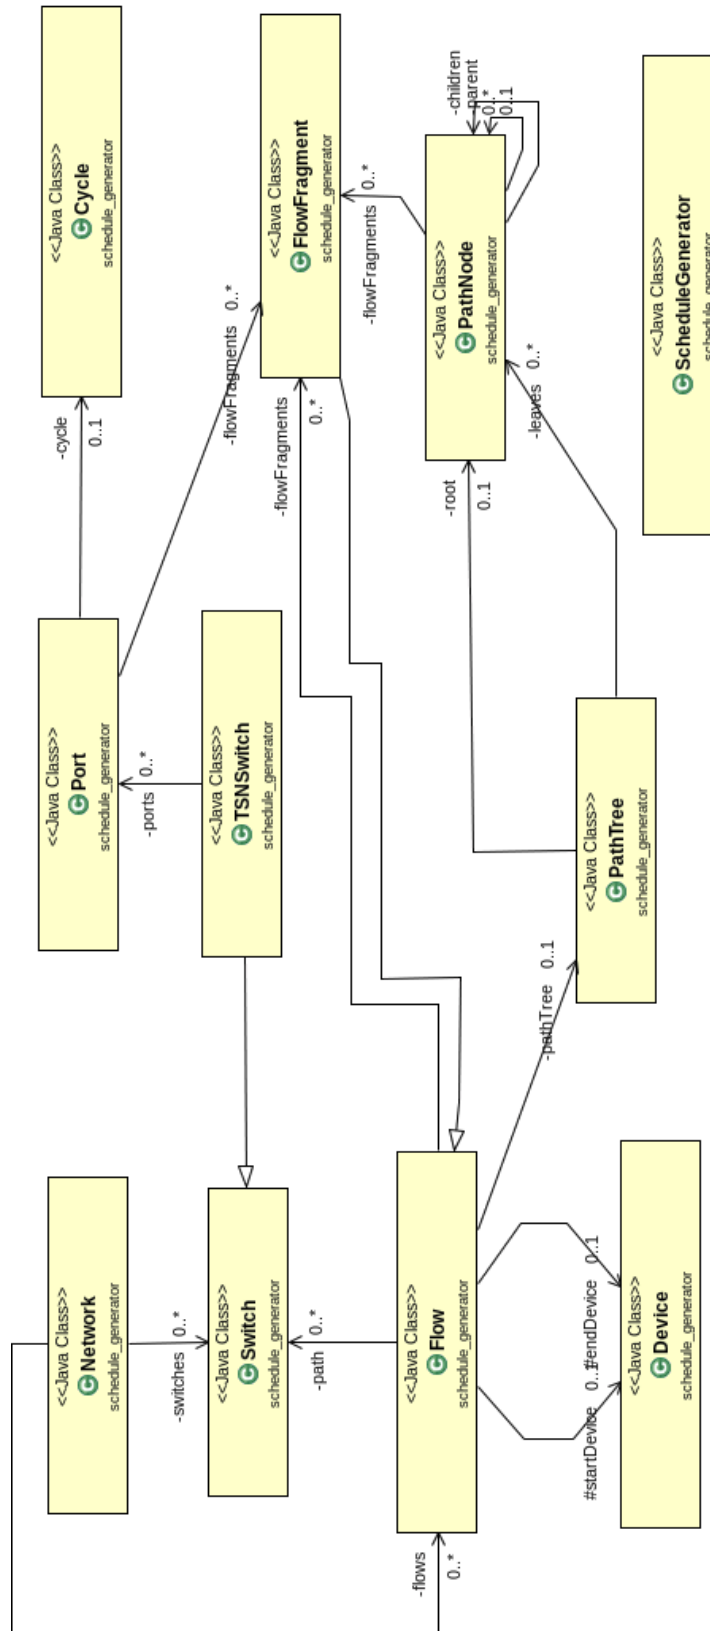 <<Java Class>>
Cycle
schedule_generator
-cycle
0..1
<<Java Class>>
Port
schedule_generator
-ports
0..*
<<Java Class>>
TSNSwitch
schedule_generator
<<Java Class>>
Network
schedule_generator
-switches
0..*
<<Java Class>>
Switch
schedule_generator
-path
0..*
<<Java Class>>
FlowFragment
schedule_generator
-flowFragments
0..*
-flowFragments
0..*
-flowFragments
0..*
<<Java Class>>
PathNode
schedule_generator
-children
-parent
0..*
0..1
-root
0..1
-leaves
0..*
<<Java Class>>
PathTree
schedule_generator
-pathTree
0..1
<<Java Class>>
Flow
schedule_generator
-flows
0..*
#startDevice
0..1
#endDevice
0..1
<<Java Class>>
Device
schedule_generator
<<Java Class>>
ScheduleGenerator
schedule_generator